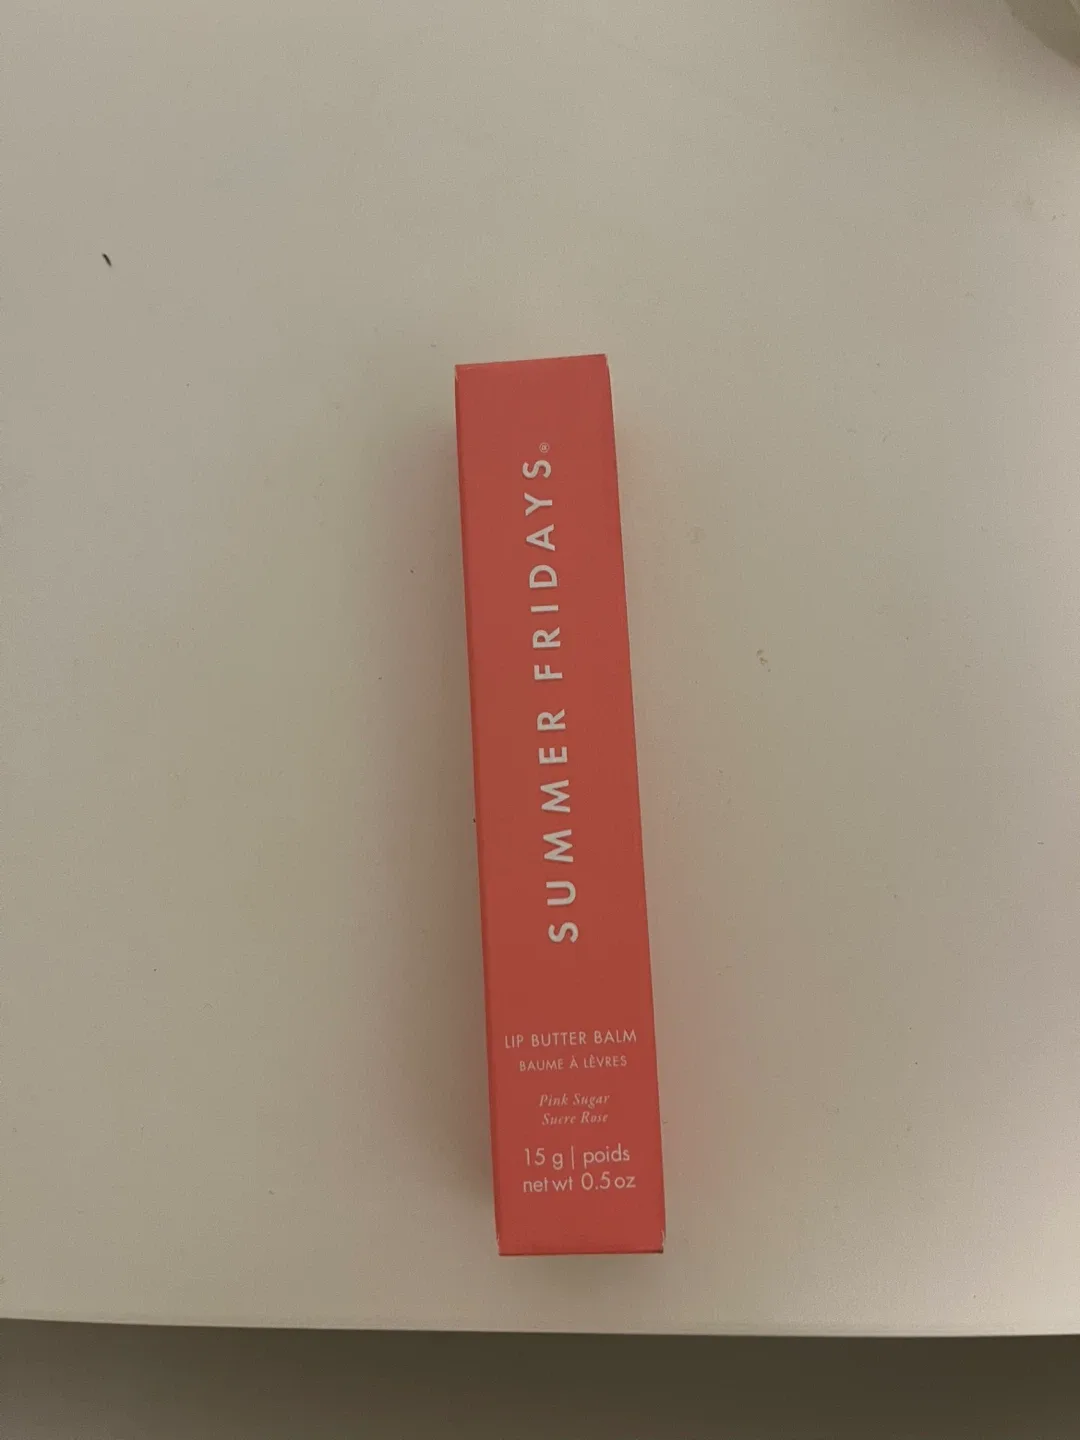 SUMMER FRIDAYS®
LIP BUTTER BALM
BAUME À LÈVRES
Pink Sugar
Sucre Rose
15 g | poids
net wt 0.5 oz